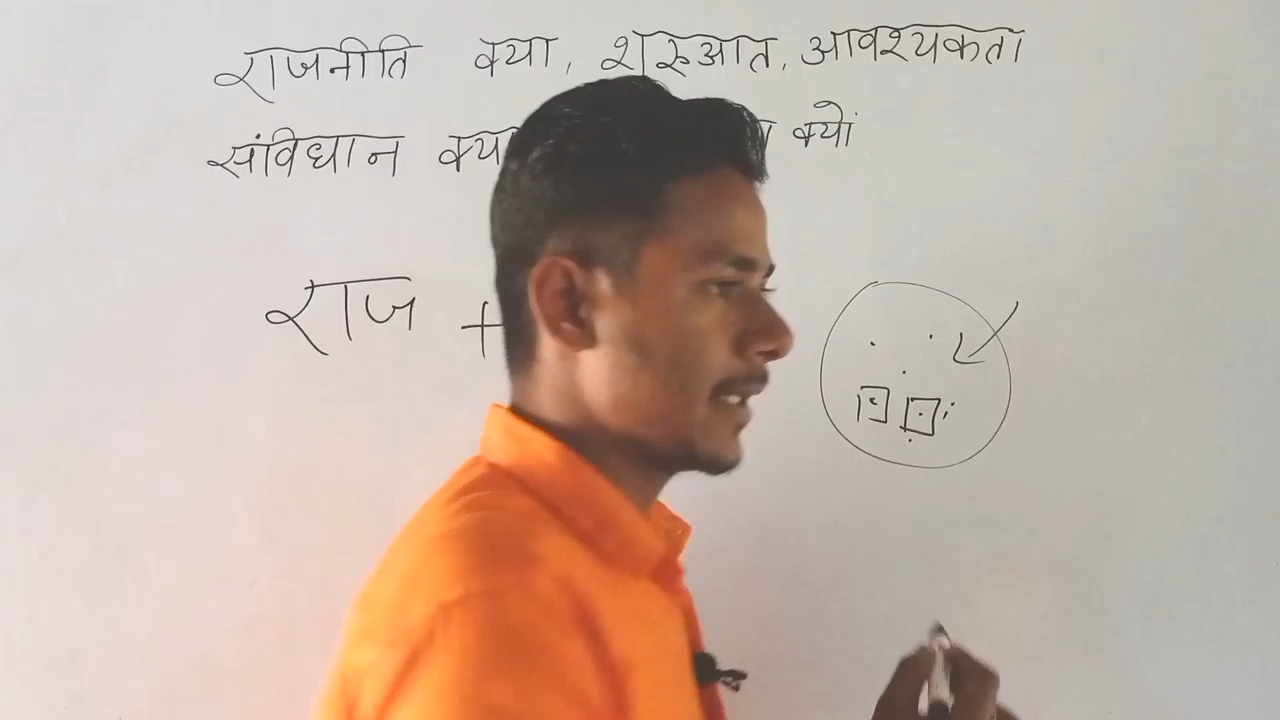 राजनीति क्या, शुरुआत, आवश्यकता
संविधान क्या क्यों
राज +